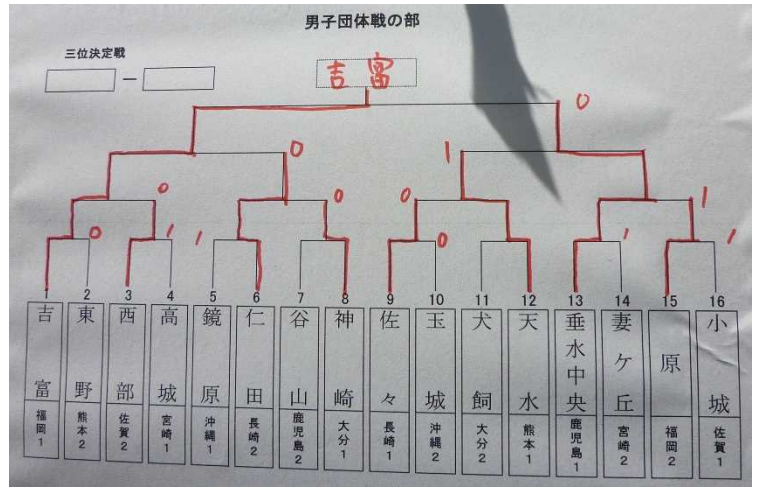 男子団体戦の部
三位決定戦
吉富
ー
0
0
1
0
0
0
1
0
1
1
0
1
1
1 2 3 4 5 6 7 8 9 10 11 12 13 14 15 16
吉富 東野 西部 高城 鏡原 仁田 谷山 神崎 佐々 玉城 犬飼 天水 垂水中央 妻ケ丘 原 小城
福岡1 熊本2 佐賀2 宮崎1 沖縄1 長崎2 鹿児島2 大分1 長崎1 沖縄2 大分2 熊本1 鹿児島1 宮崎2 福岡2 佐賀1